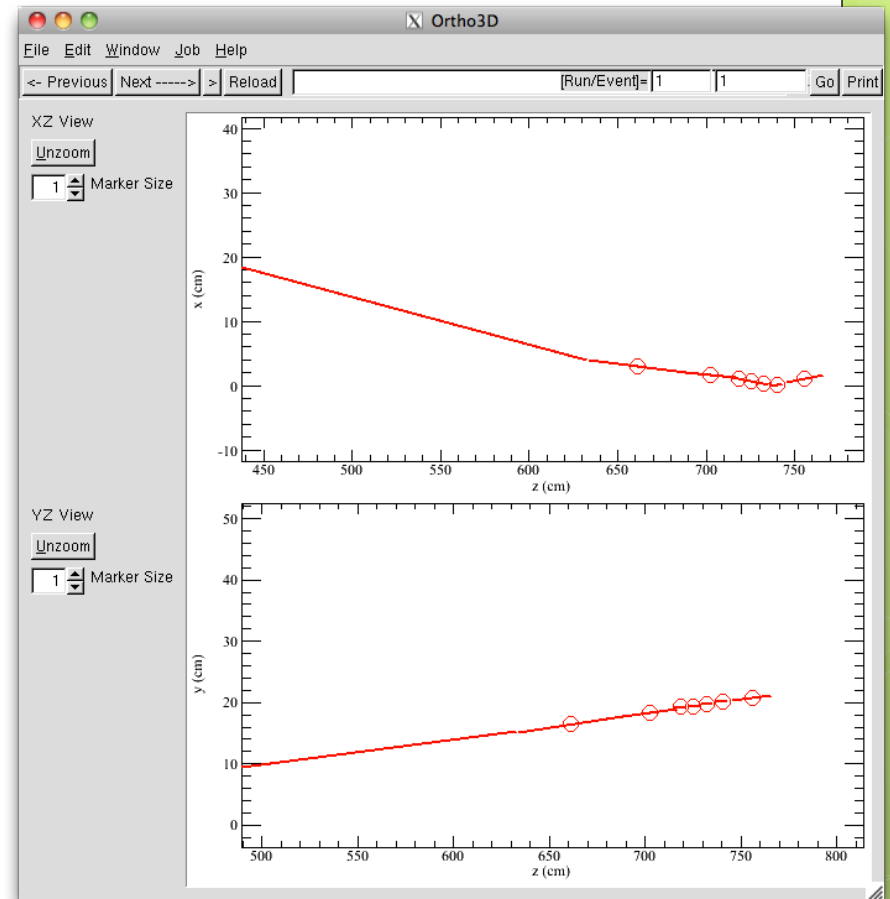 X Ortho3D
File Edit Window Job Help
<- Previous Next -----> > Reload [Run/Event]= 1 1 Go Print
XZ View
Unzoom
1 Marker Size
40
30
20
10
0
-10
x (cm)
450 500 550 600 650 700 750
z (cm)
YZ View
Unzoom
1 Marker Size
50
40
30
20
10
0
y (cm)
500 550 600 650 700 750 800
z (cm)